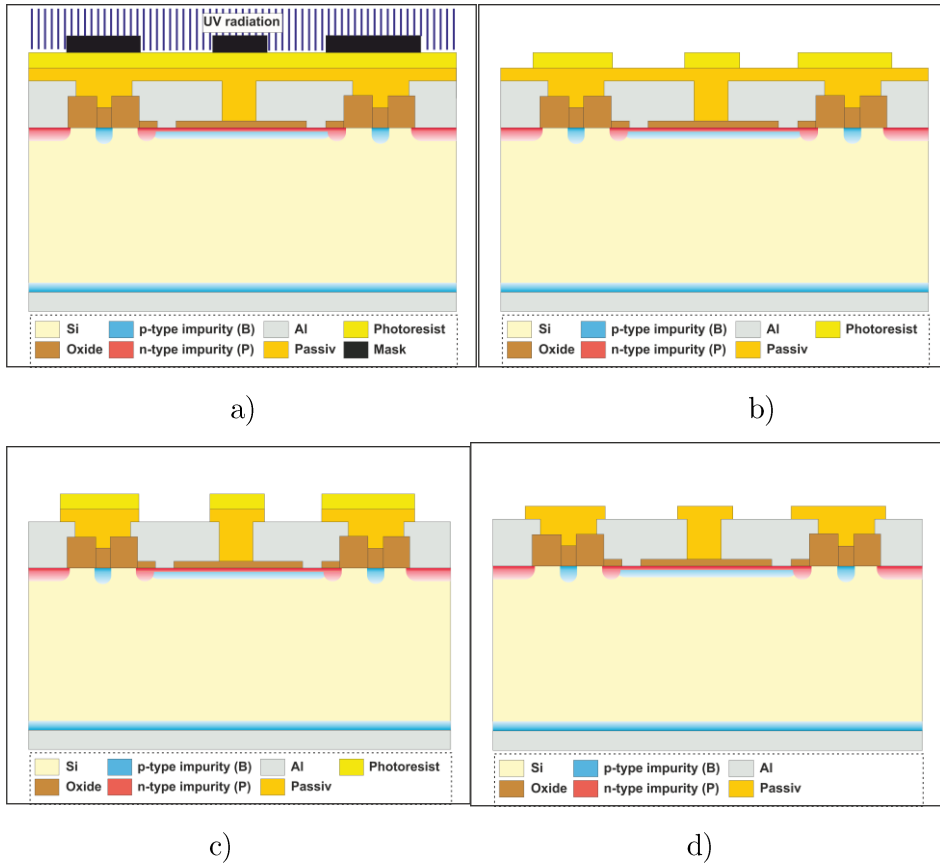 UV radiation
Si p-type impurity (B) Al Photoresist
Oxide n-type impurity (P) Passiv Mask
a)
Si p-type impurity (B) Al Photoresist
Oxide n-type impurity (P) Passiv
b)
Si p-type impurity (B) Al Photoresist
Oxide n-type impurity (P) Passiv
c)
Si p-type impurity (B) Al
Oxide n-type impurity (P) Passiv
d)